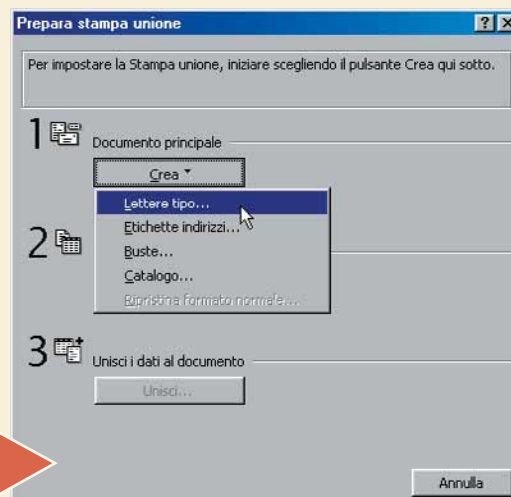 Prepara stampa unione
Per impostare la Stampa unione, iniziare scegliendo il pulsante Crea qui sotto.
1 Documento principale
Crea
Lettere tipo...
Etichette indirizzi...
2
Buste...
Catalogo...
Ripristina formato normale...
3 Unisci i dati al documento
Unisci...
Annulla